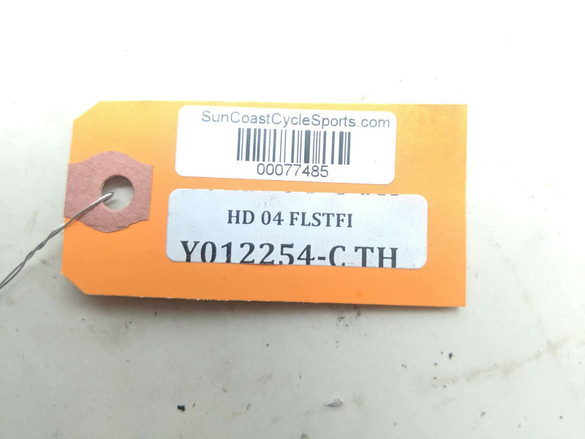 SunCoastCycleSports.com
00077485
HD 04 FLSTFI
Y012254-C TH